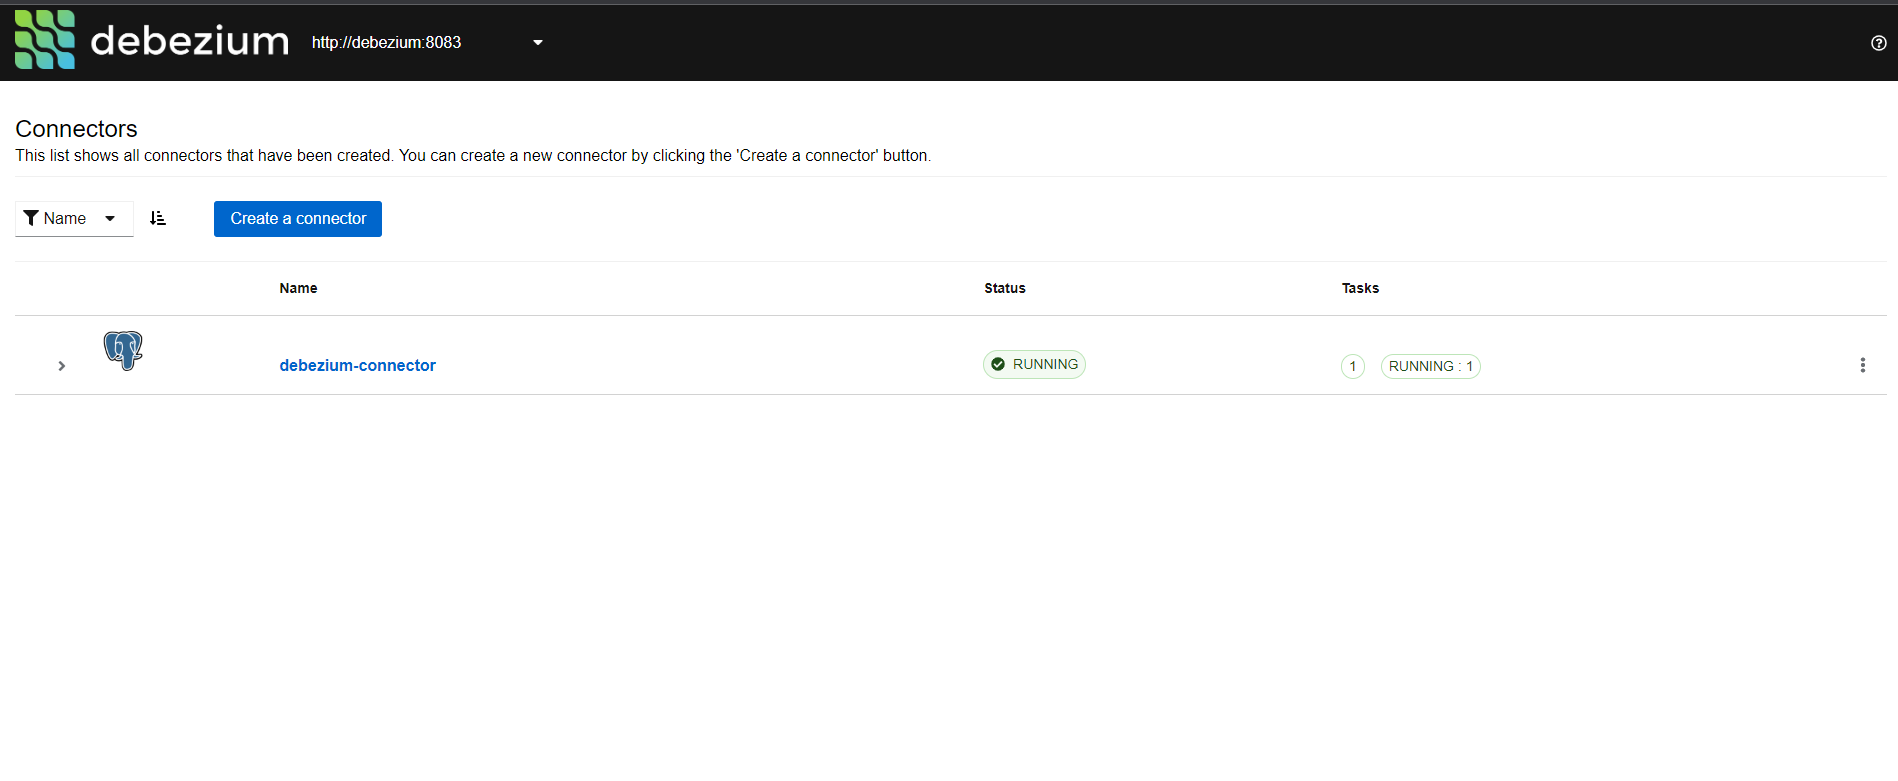 debezium http://debezium:8083
Connectors
This list shows all connectors that have been created. You can create a new connector by clicking the 'Create a connector' button.
Name Create a connector
Name Status Tasks
debezium-connector RUNNING 1 RUNNING : 1